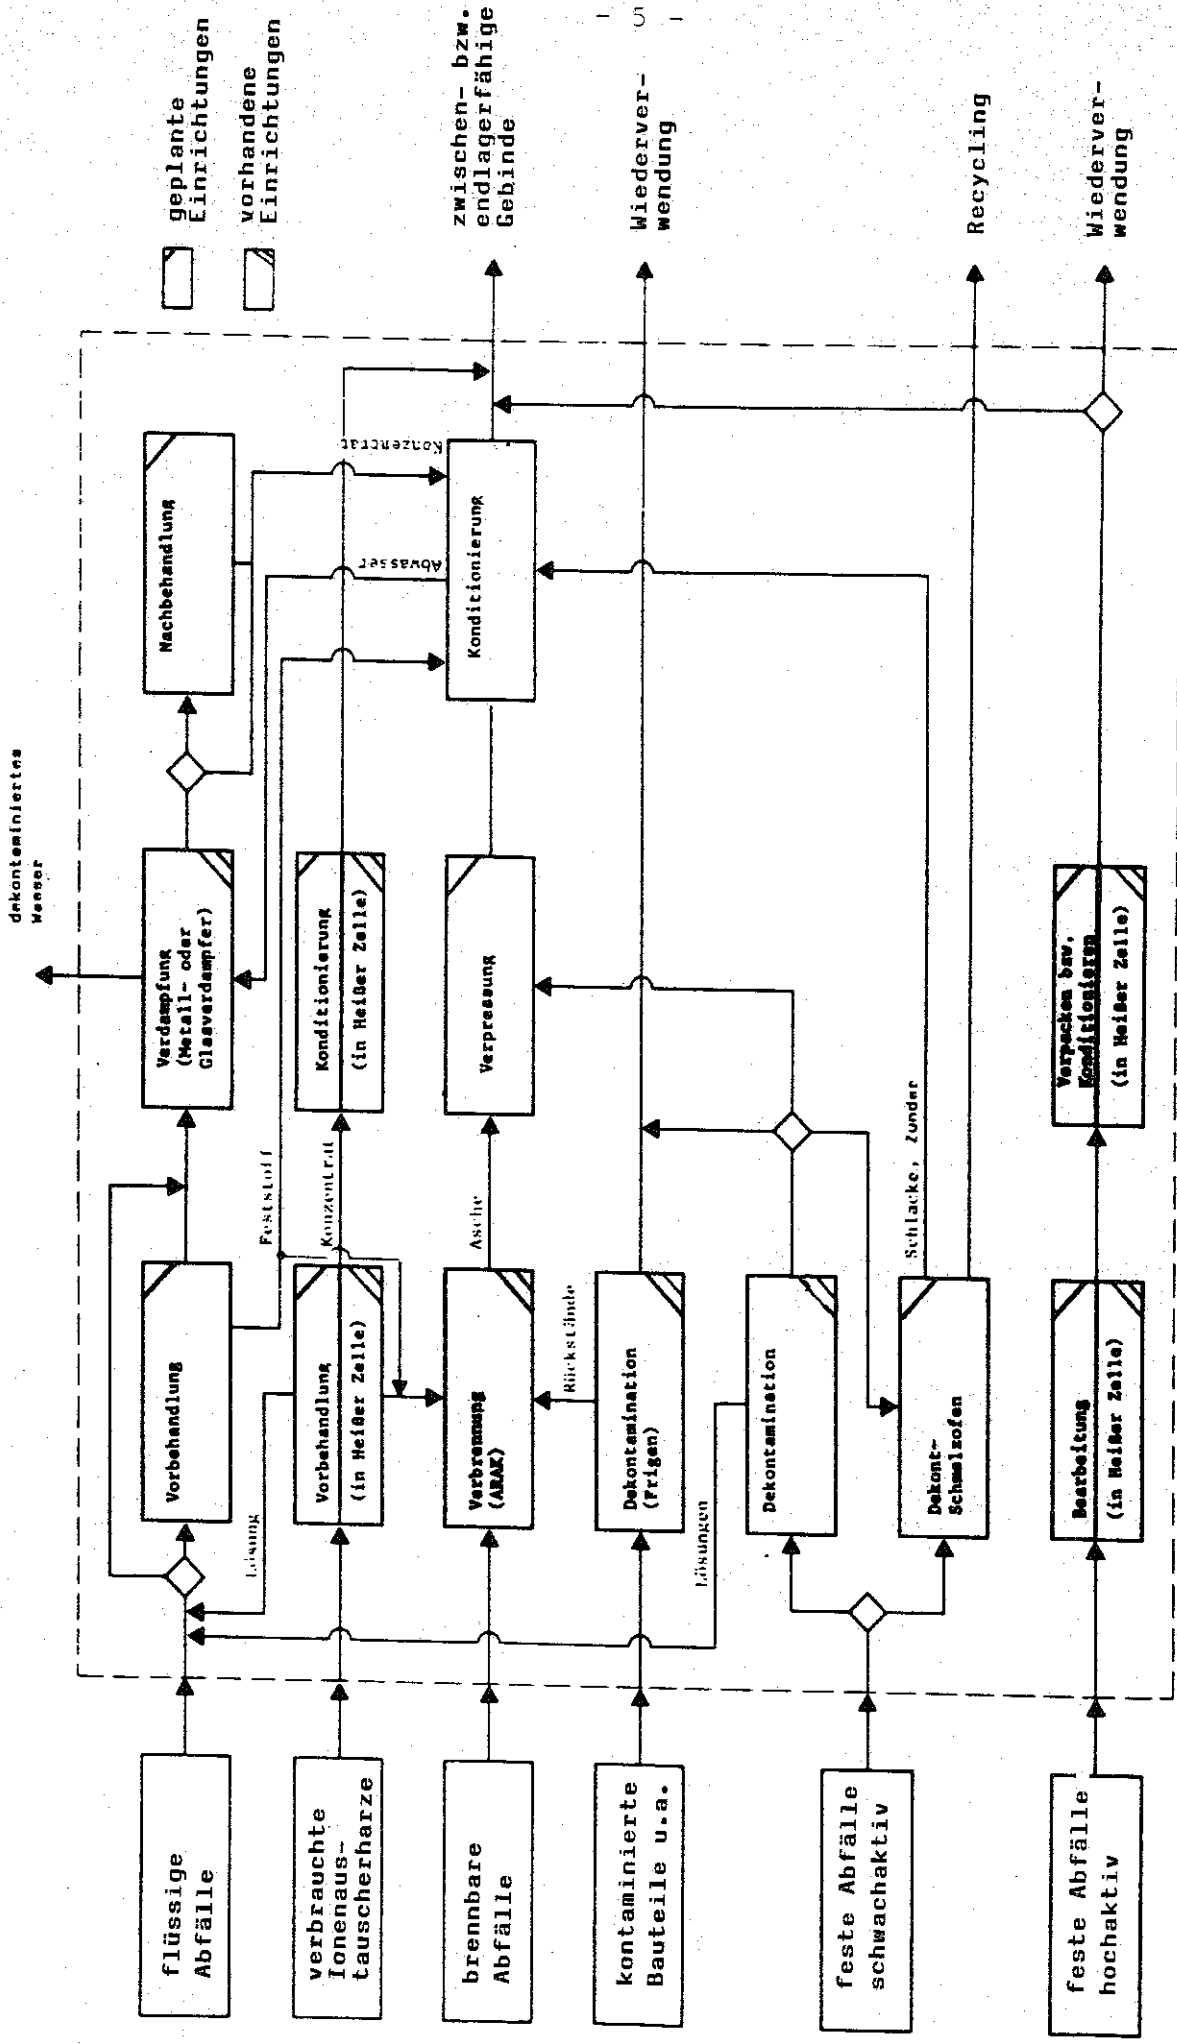 - 5 -
geplante
Einrichtungen
vorhandene
Einrichtungen
dekontaminiertes
Wasser
flüssige
Abfälle
Lösung
Vorbehandlung
Feststoff
Verdampfung
(Metall- oder
Glasverdampfer)
Nachbehandlung
Konzentrat
Abwasser
verbrauchte
Ionenaus-
tauscherharze
Vorbehandlung
(in Heißer Zelle)
Konzentrat
Konditionierung
(in Heißer Zelle)
brennbare
Abfälle
Verbrennung
(ARAK)
Asche
Verpressung
Konditionierung
zwischen- bzw.
endlagerfähige
Gebinde
kontaminierte
Bauteile u.a.
Rückstände
Dekontamination
(Frigen)
Wiederver-
wendung
feste Abfälle
schwachaktiv
Lösungen
Dekontamination
Dekont-
Schmelzofen
Schlacke, Zunder
Recycling
feste Abfälle
hochaktiv
Bearbeitung
(in Heißer Zelle)
Verpacken bzw.
Konditionieren
(in Heißer Zelle)
Wiederver-
wendung